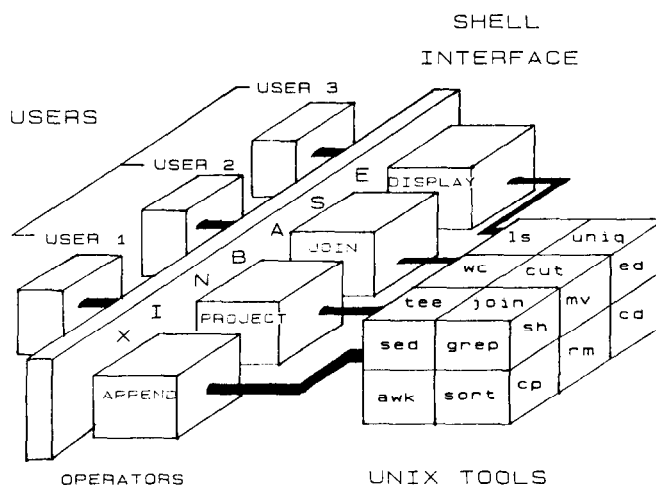 SHELL
INTERFACE
USERS
USER 3
USER 2
USER 1
X I N B A S E
DISPLAY
JOIN
PROJECT
APPEND
ls uniq
wc cut ed
tee join mv cd
sed grep sh rm
awk sort cp
OPERATORS
UNIX TOOLS